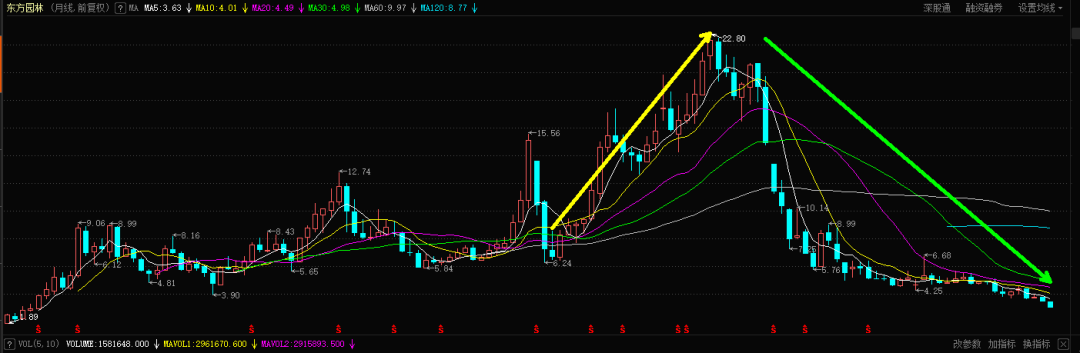 东方园林 (月线,前复权) ? MA MA5:3.63 ↓ MA10:4.01 ↓ MA20:4.49 ↓ MA30:4.98 ↓ MA60:9.97 ↓ MA120:8.77 ↓ 深股通 融资融券 设置均线
22.80
15.56
12.74
10.14
9.06 8.99 8.99
8.16 8.43
6.68
6.12 6.24
5.65 5.84 5.76
4.81
3.90 4.25
1.89
S S S S S S S S S S S S S S
? VOL(5,10) VOLUME:1581648.000 ↓ MAVOL1:2961670.600 ↓ MAVOL2:2915893.500 ↓ 改参数 加指标 换指标